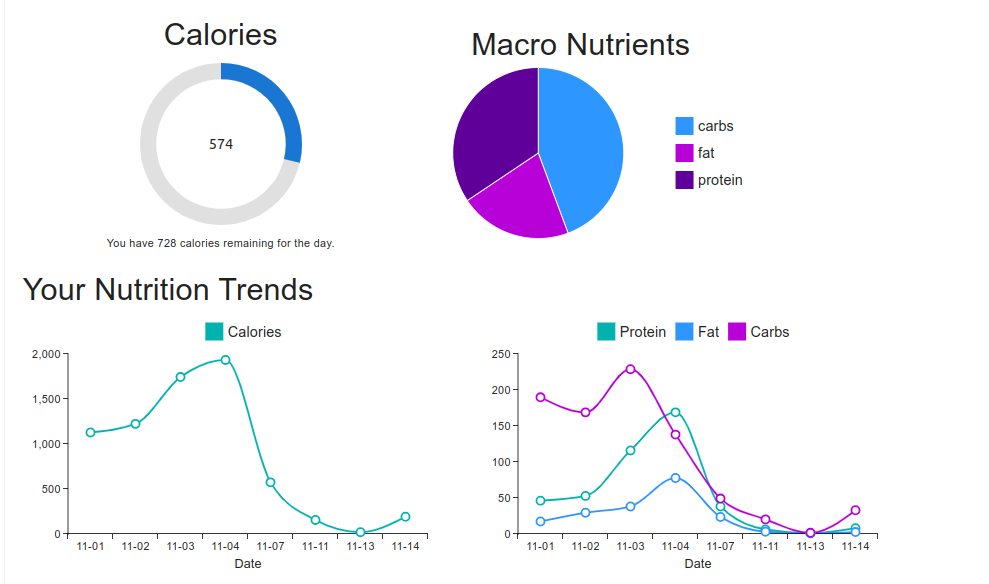 Calories
574
You have 728 calories remaining for the day.
Macro Nutrients
carbs
fat
protein
Your Nutrition Trends
Calories
2,000
1,500
1,000
500
0
11-01 11-02 11-03 11-04 11-07 11-11 11-13 11-14
Date
Protein Fat Carbs
250
200
150
100
50
0
11-01 11-02 11-03 11-04 11-07 11-11 11-13 11-14
Date